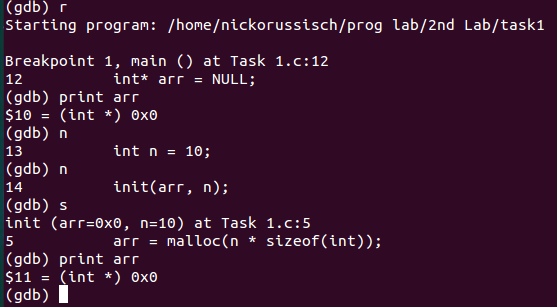 (gdb) r
Starting program: /home/nickorussisch/prog lab/2nd Lab/task1
Breakpoint 1, main () at Task 1.c:12
12          int* arr = NULL;
(gdb) print arr
$10 = (int *) 0x0
(gdb) n
13          int n = 10;
(gdb) n
14          init(arr, n);
(gdb) s
init (arr=0x0, n=10) at Task 1.c:5
5           arr = malloc(n * sizeof(int));
(gdb) print arr
$11 = (int *) 0x0
(gdb)